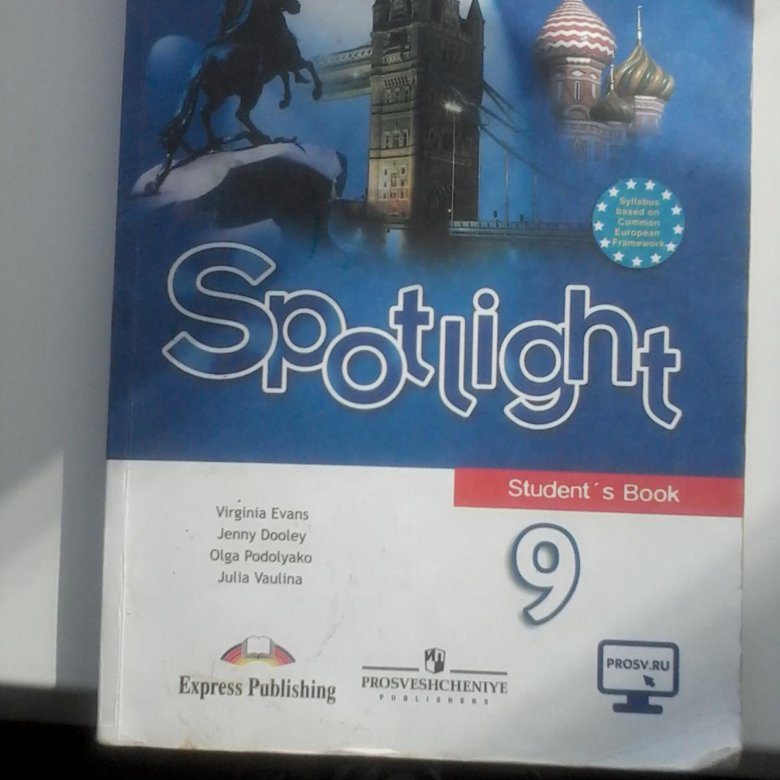 Syllabus
based on
Common
European
Framework
Spotlight
Student´s Book
Virginia Evans
Jenny Dooley
Olga Podolyako
Julia Vaulina
9
Express Publishing
PROSVESHCHENIYE
PUBLISHERS
PROSV.RU